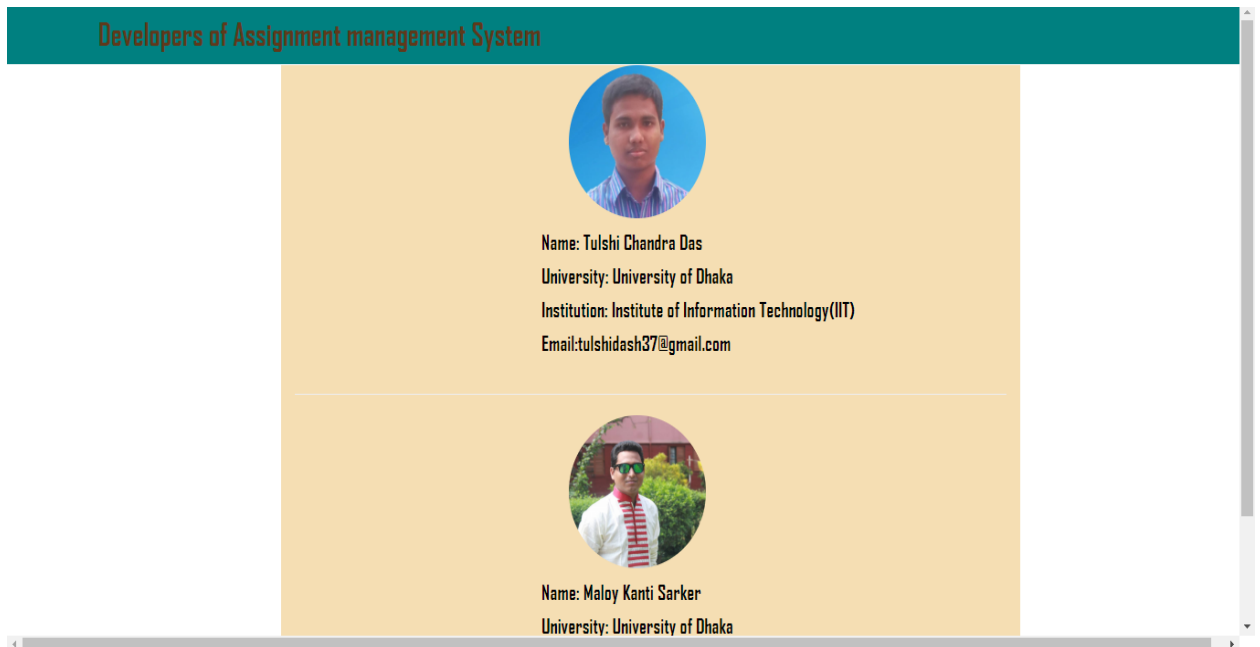 Developers of Assignment management System
Name: Tulshi Chandra Das
University: University of Dhaka
Institution: Institute of Information Technology(IIT)
Email:tulshidash37@gmail.com
Name: Maloy Kanti Sarker
University: University of Dhaka